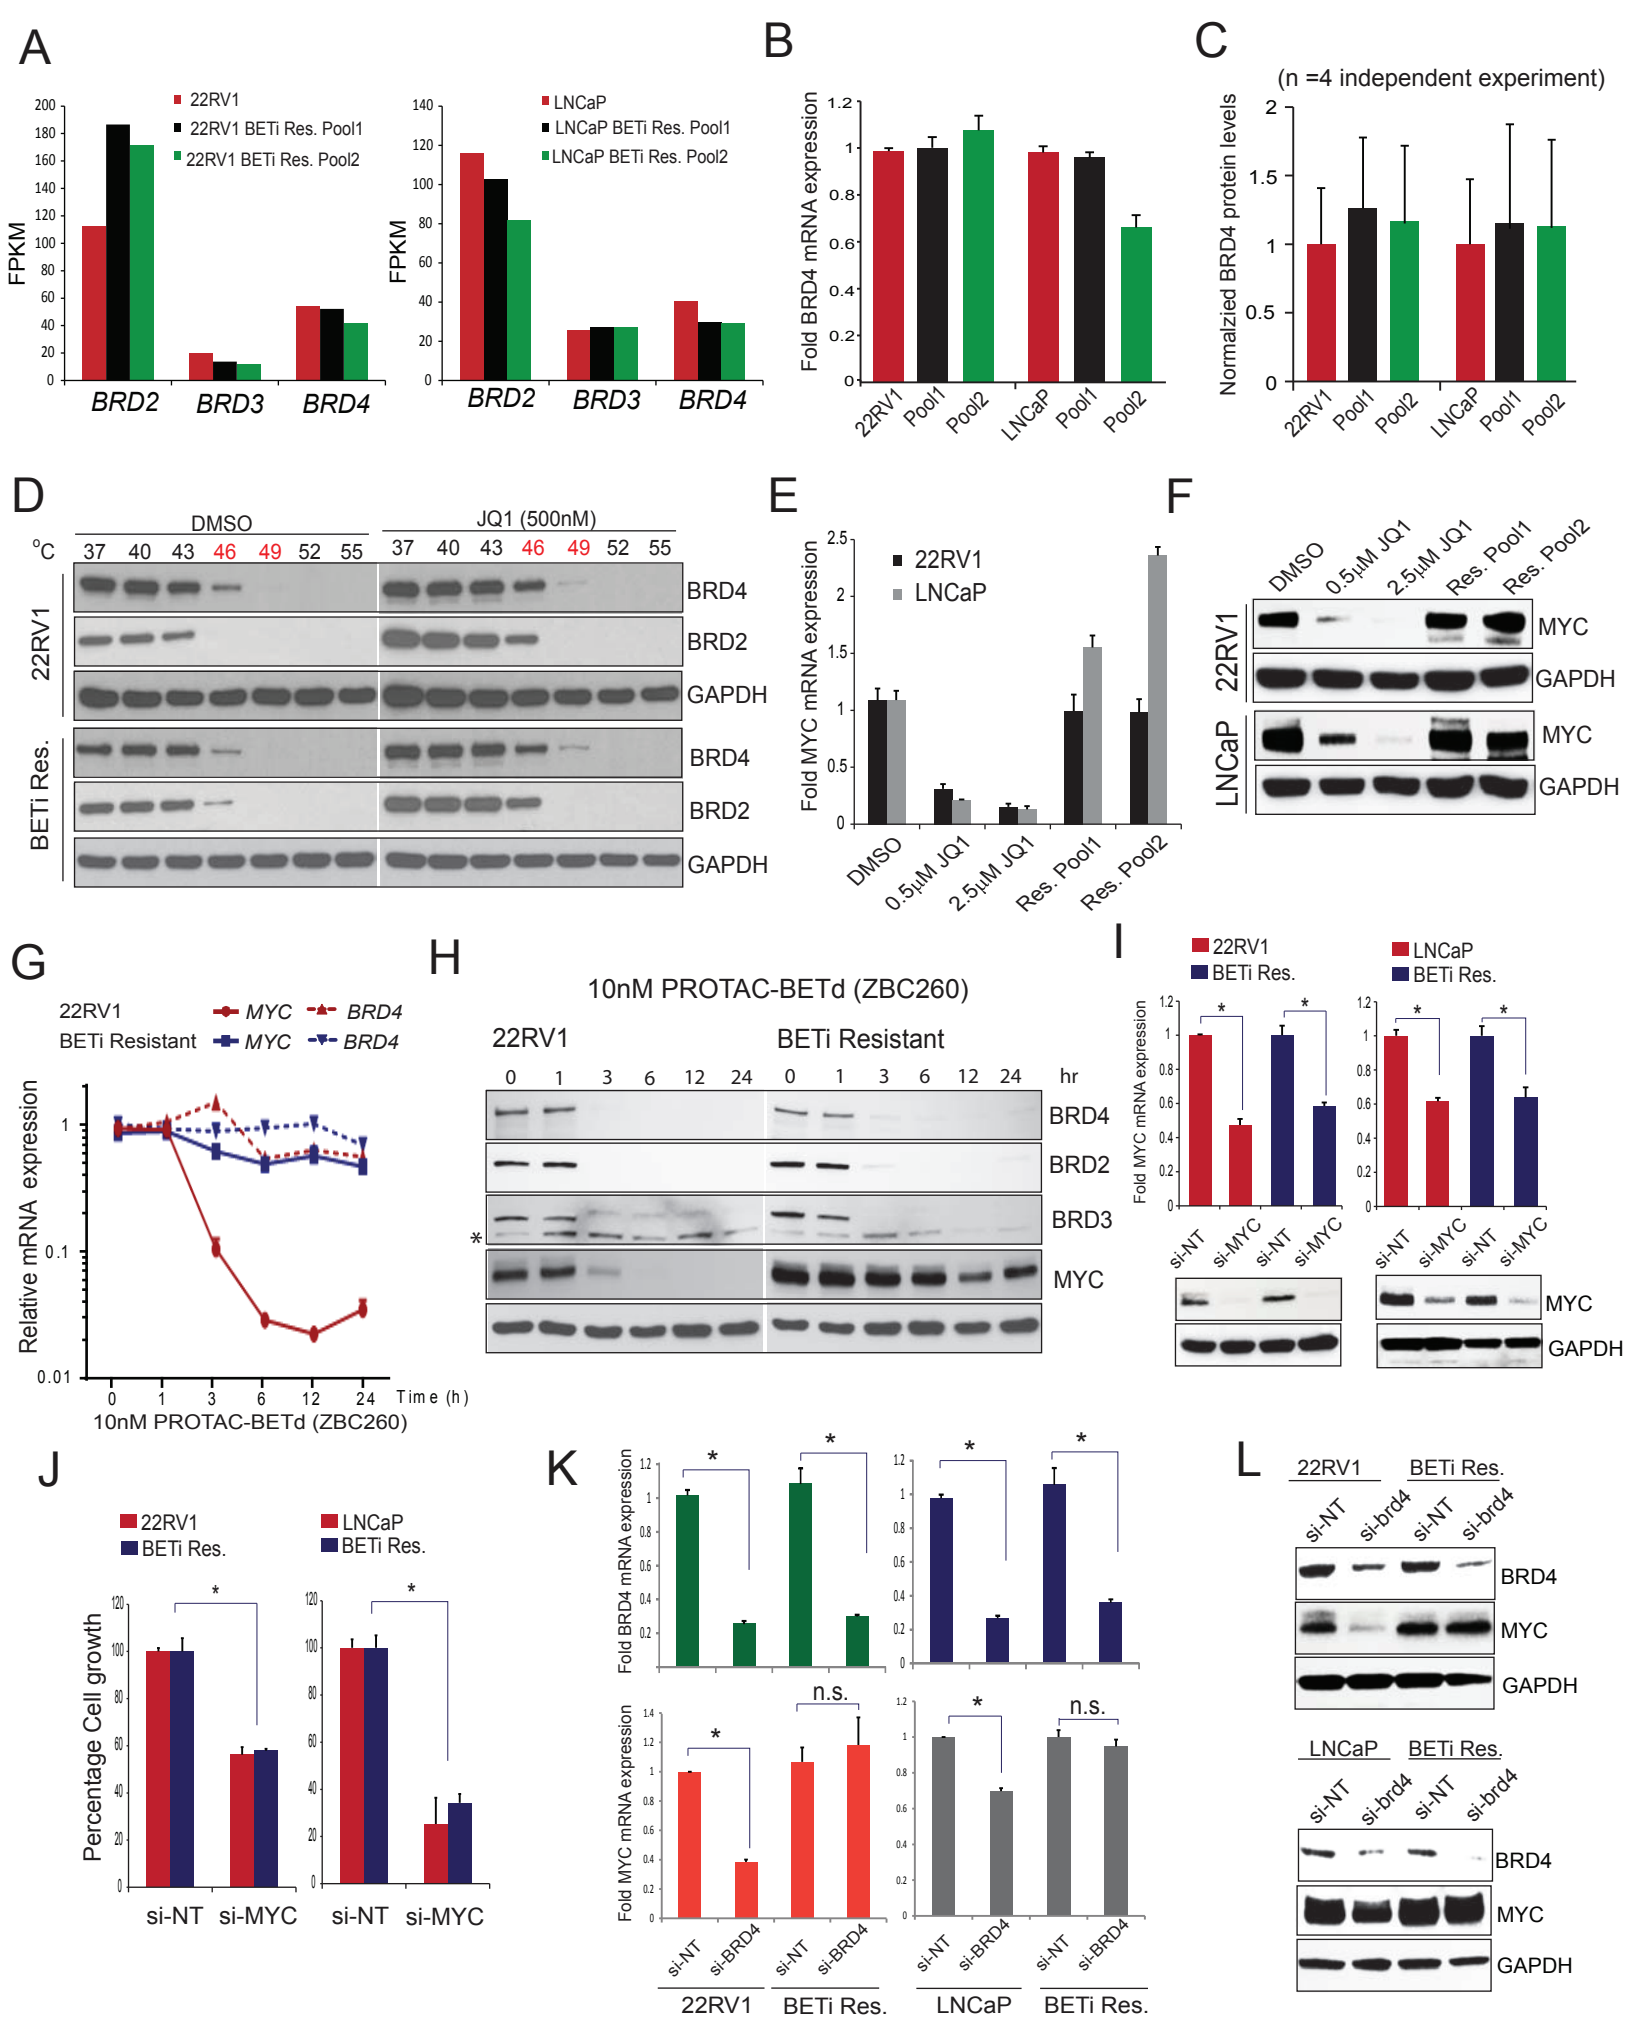 A
200
180
160
140
120
100
80
60
40
20
0
FPKM
22RV1
22RV1 BETi Res. Pool1
22RV1 BETi Res. Pool2
BRD2
BRD3
BRD4
140
120
100
80
60
40
20
0
FPKM
LNCaP
LNCaP BETi Res. Pool1
LNCaP BETi Res. Pool2
BRD2
BRD3
BRD4
B
Fold BRD4 mRNA expression
1.2
1
0.8
0.6
0.4
0.2
0
22RV1
Pool1
Pool2
LNCaP
Pool1
Pool2
C
(n =4 independent experiment)
Normalzied BRD4 protein levels
2
1.5
1
0.5
0
22RV1
Pool1
Pool2
LNCaP
Pool1
Pool2
D
DMSO
JQ1 (500nM)
oC 37 40 43 46 49 52 55 37 40 43 46 49 52 55
22RV1
BRD4
BRD2
GAPDH
BETi Res.
BRD4
BRD2
GAPDH
E
Fold MYC mRNA expression
2.5
2
1.5
1
0.5
0
22RV1
LNCaP
DMSO
0.5µM JQ1
2.5µM JQ1
Res. Pool1
Res. Pool2
F
DMSO
0.5µM JQ1
2.5µM JQ1
Res. Pool1
Res. Pool2
22RV1
MYC
GAPDH
LNCaP
MYC
GAPDH
G
22RV1 MYC BRD4
BETi Resistant MYC BRD4
Relative mRNA expression
1
0.1
0.01
0 1 3 6 12 24 Time (h)
10nM PROTAC-BETd (ZBC260)
H
10nM PROTAC-BETd (ZBC260)
22RV1 BETi Resistant
0 1 3 6 12 24 0 1 3 6 12 24 hr
BRD4
BRD2
BRD3
*
MYC
I
22RV1
BETi Res.
Fold MYC mRNA expression
1.2
1
0.8
0.6
0.4
0.2
0
* *
si-NT
si-MYC
si-NT
si-MYC
LNCaP
BETi Res.
1.2
1
0.8
0.6
0.4
0.2
0
* *
si-NT
si-MYC
si-NT
si-MYC
MYC
GAPDH
J
22RV1
BETi Res.
Percentage Cell growth
120
100
80
60
40
20
0
*
si-NT si-MYC
LNCaP
BETi Res.
120
100
80
60
40
20
0
*
si-NT si-MYC
K
Fold BRD4 mRNA expression
1.2
1
0.8
0.6
0.4
0.2
* *
1.2
1
0.8
0.6
0.4
0.2
0
* *
Fold MYC mRNA expression
1.4
1.2
1
0.8
0.6
0.4
0.2
0
* n.s.
si-NT
si-BRD4
si-NT
si-BRD4
22RV1 BETi Res.
1.2
1
0.8
0.6
0.4
0.2
0
* n.s.
si-NT
si-BRD4
si-NT
si-BRD4
LNCaP BETi Res.
L
22RV1 BETi Res.
si-NT
si-brd4
si-NT
si-brd4
BRD4
MYC
GAPDH
LNCaP BETi Res.
si-NT
si-brd4
si-NT
si-brd4
BRD4
MYC
GAPDH